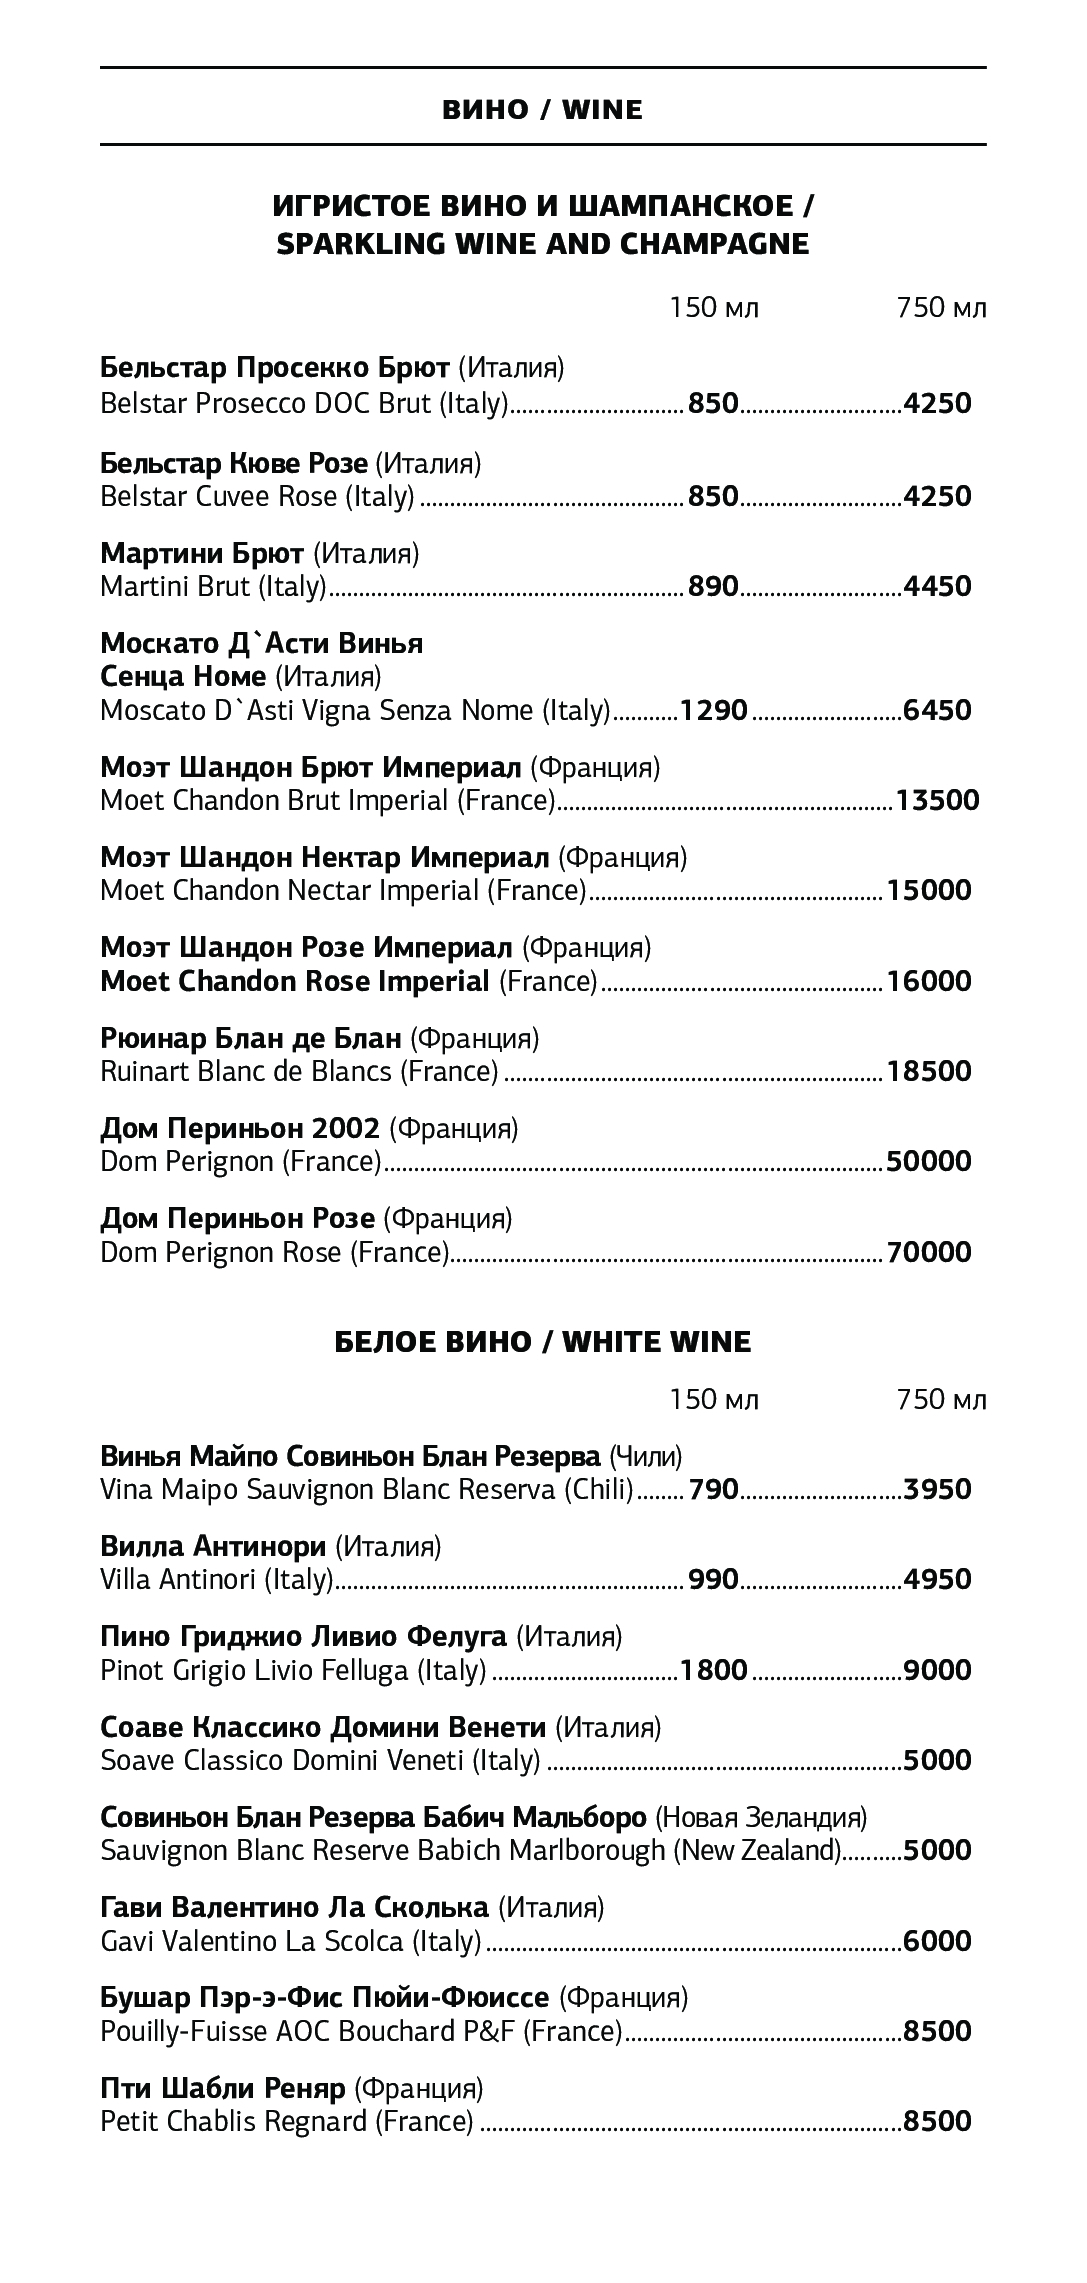 ВИНО / WINE
ИГРИСТОЕ ВИНО И ШАМПАНСКОЕ /
SPARKLING WINE AND CHAMPAGNE
150 мл 750 мл
Бельстар Просекко Брют (Италия)
Belstar Prosecco DOC Brut (Italy)............................850...........................4250
Бельстар Кюве Розе (Италия)
Belstar Cuvee Rose (Italy) ............................................850...........................4250
Мартини Брют (Италия)
Martini Brut (Italy)...........................................................890...........................4450
Москато Д`Асти Винья
Сенца Номе (Италия)
Moscato D`Asti Vigna Senza Nome (Italy)...........1290 .........................6450
Моэт Шандон Брют Империал (Франция)
Moet Chandon Brut Imperial (France)........................................................13500
Моэт Шандон Нектар Империал (Франция)
Moet Chandon Nectar Imperial (France).................................................15000
Моэт Шандон Розе Империал (Франция)
Moet Chandon Rose Imperial (France)...............................................16000
Рюинар Блан де Блан (Франция)
Ruinart Blanc de Blancs (France) ...............................................................18500
Дом Периньон 2002 (Франция)
Dom Perignon (France)...................................................................................50000
Дом Периньон Розе (Франция)
Dom Perignon Rose (France)........................................................................70000
БЕЛОЕ ВИНО / WHITE WINE
150 мл 750 мл
Винья Майпо Совиньон Блан Резерва (Чили)
Vina Maipo Sauvignon Blanc Reserva (Chili)........790...........................3950
Вилла Антинори (Италия)
Villa Antinori (Italy)..........................................................990...........................4950
Пино Гриджио Ливио Фелуга (Италия)
Pinot Grigio Livio Felluga (Italy) ...............................1800 .........................9000
Соаве Классико Домини Венети (Италия)
Soave Classico Domini Veneti (Italy) ...........................................................5000
Совиньон Блан Резерва Бабич Мальборо (Новая Зеландия)
Sauvignon Blanc Reserve Babich Marlborough (New Zealand)..........5000
Гави Валентино Ла Сколька (Италия)
Gavi Valentino La Scolca (Italy) .....................................................................6000
Бушар Пэр-э-Фис Пюйи-Фюиссе (Франция)
Pouilly-Fuisse AOC Bouchard P&F (France)..............................................8500
Пти Шабли Реняр (Франция)
Petit Chablis Regnard (France) ......................................................................8500